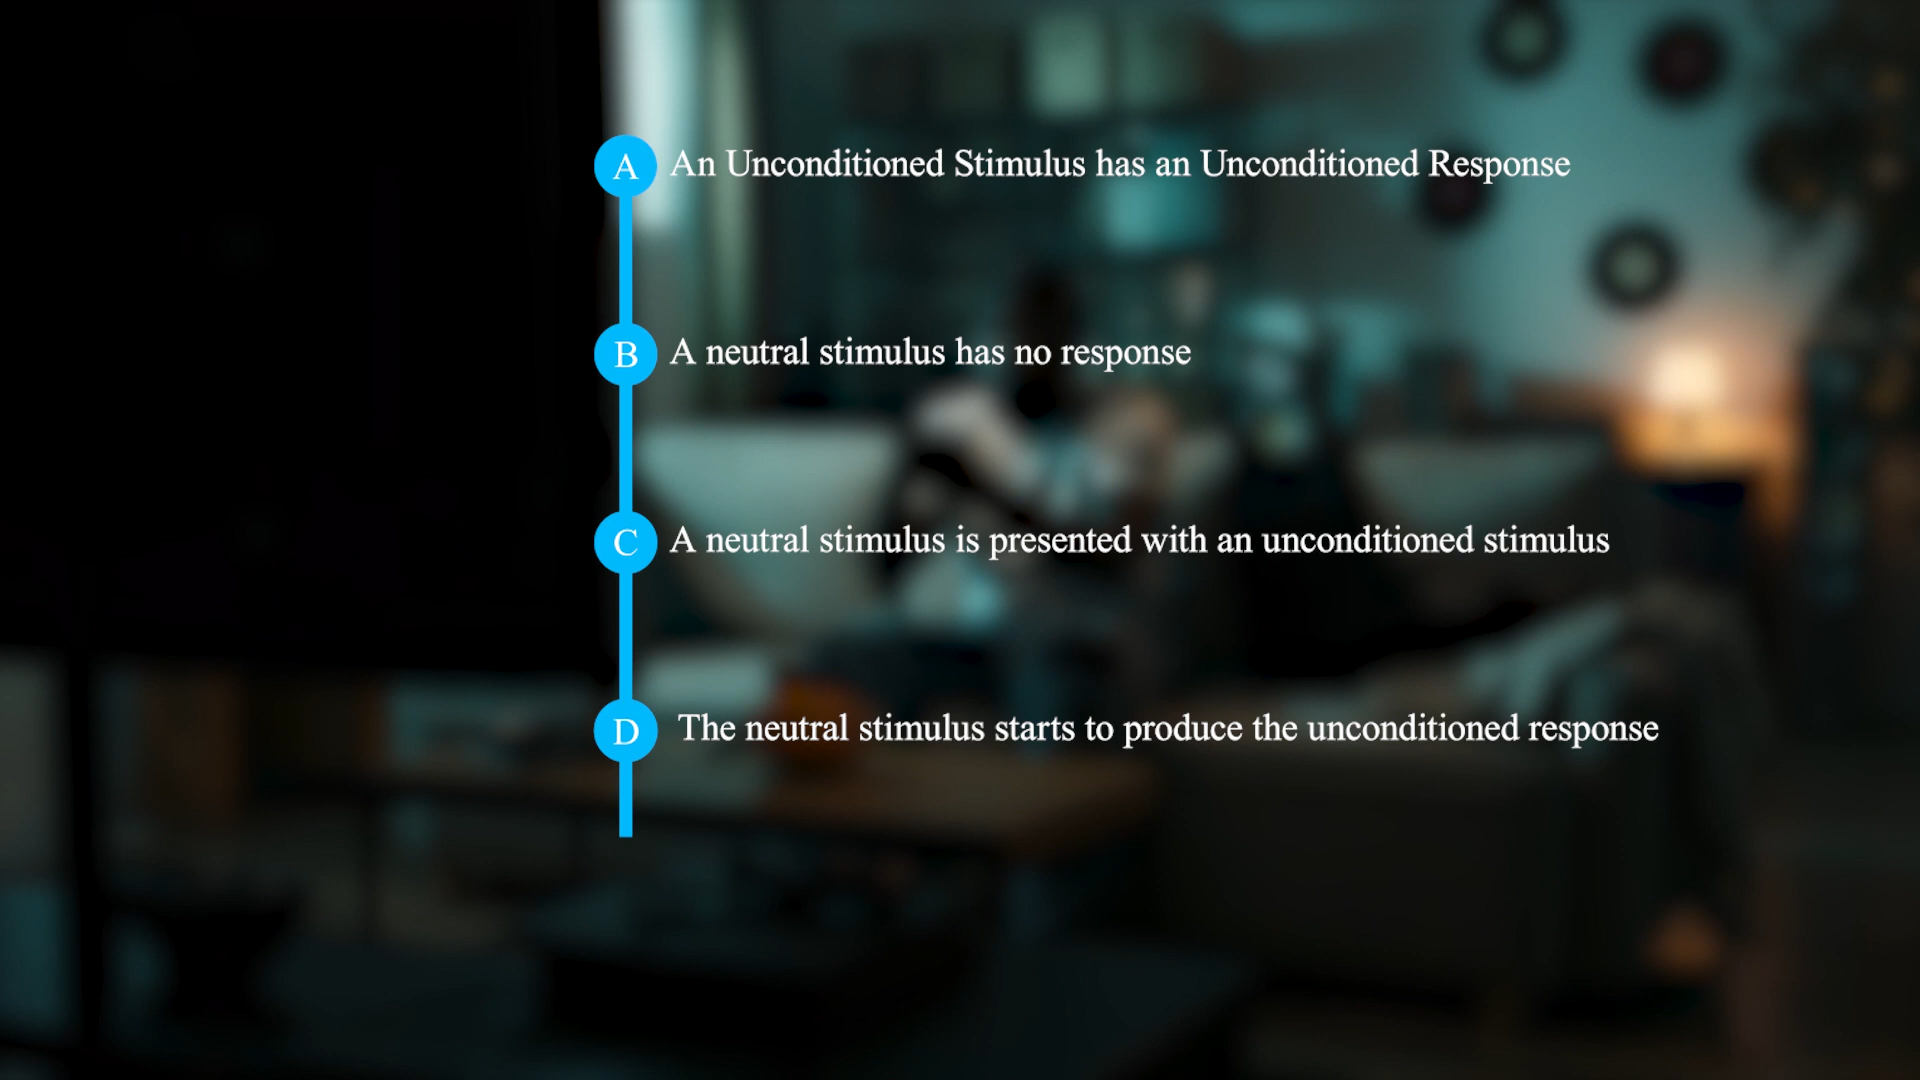 A An Unconditioned Stimulus has an Unconditioned Response
B A neutral stimulus has no response
C A neutral stimulus is presented with an unconditioned stimulus
D The neutral stimulus starts to produce the unconditioned response